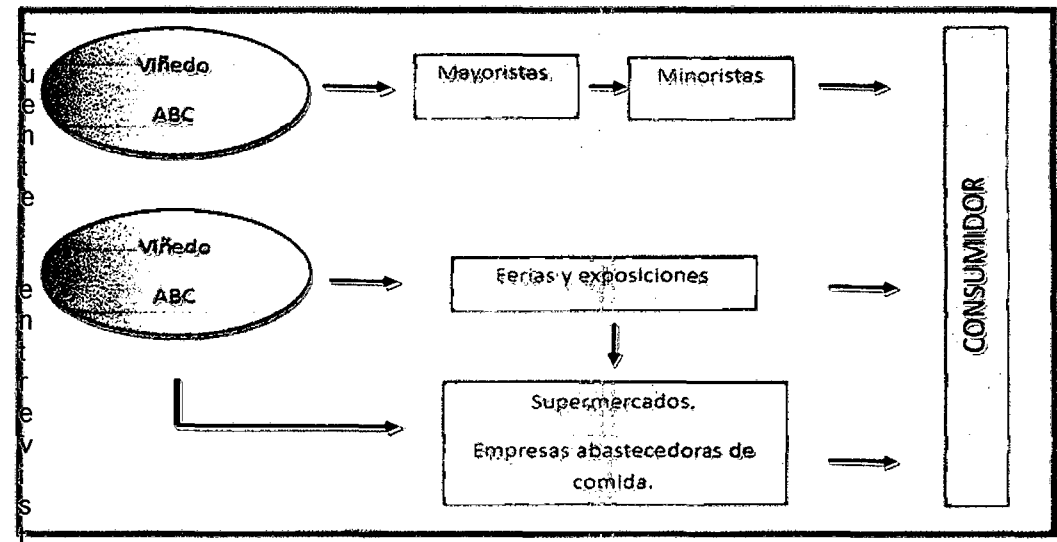 Viñedo
ABC
Mayoristas
Minoristas
Viñedo
ABC
Ferias y exposiciones
Supermercados.
Empresas abastecedoras de
comida.
CONSUMIDOR
Fuente
entrevis